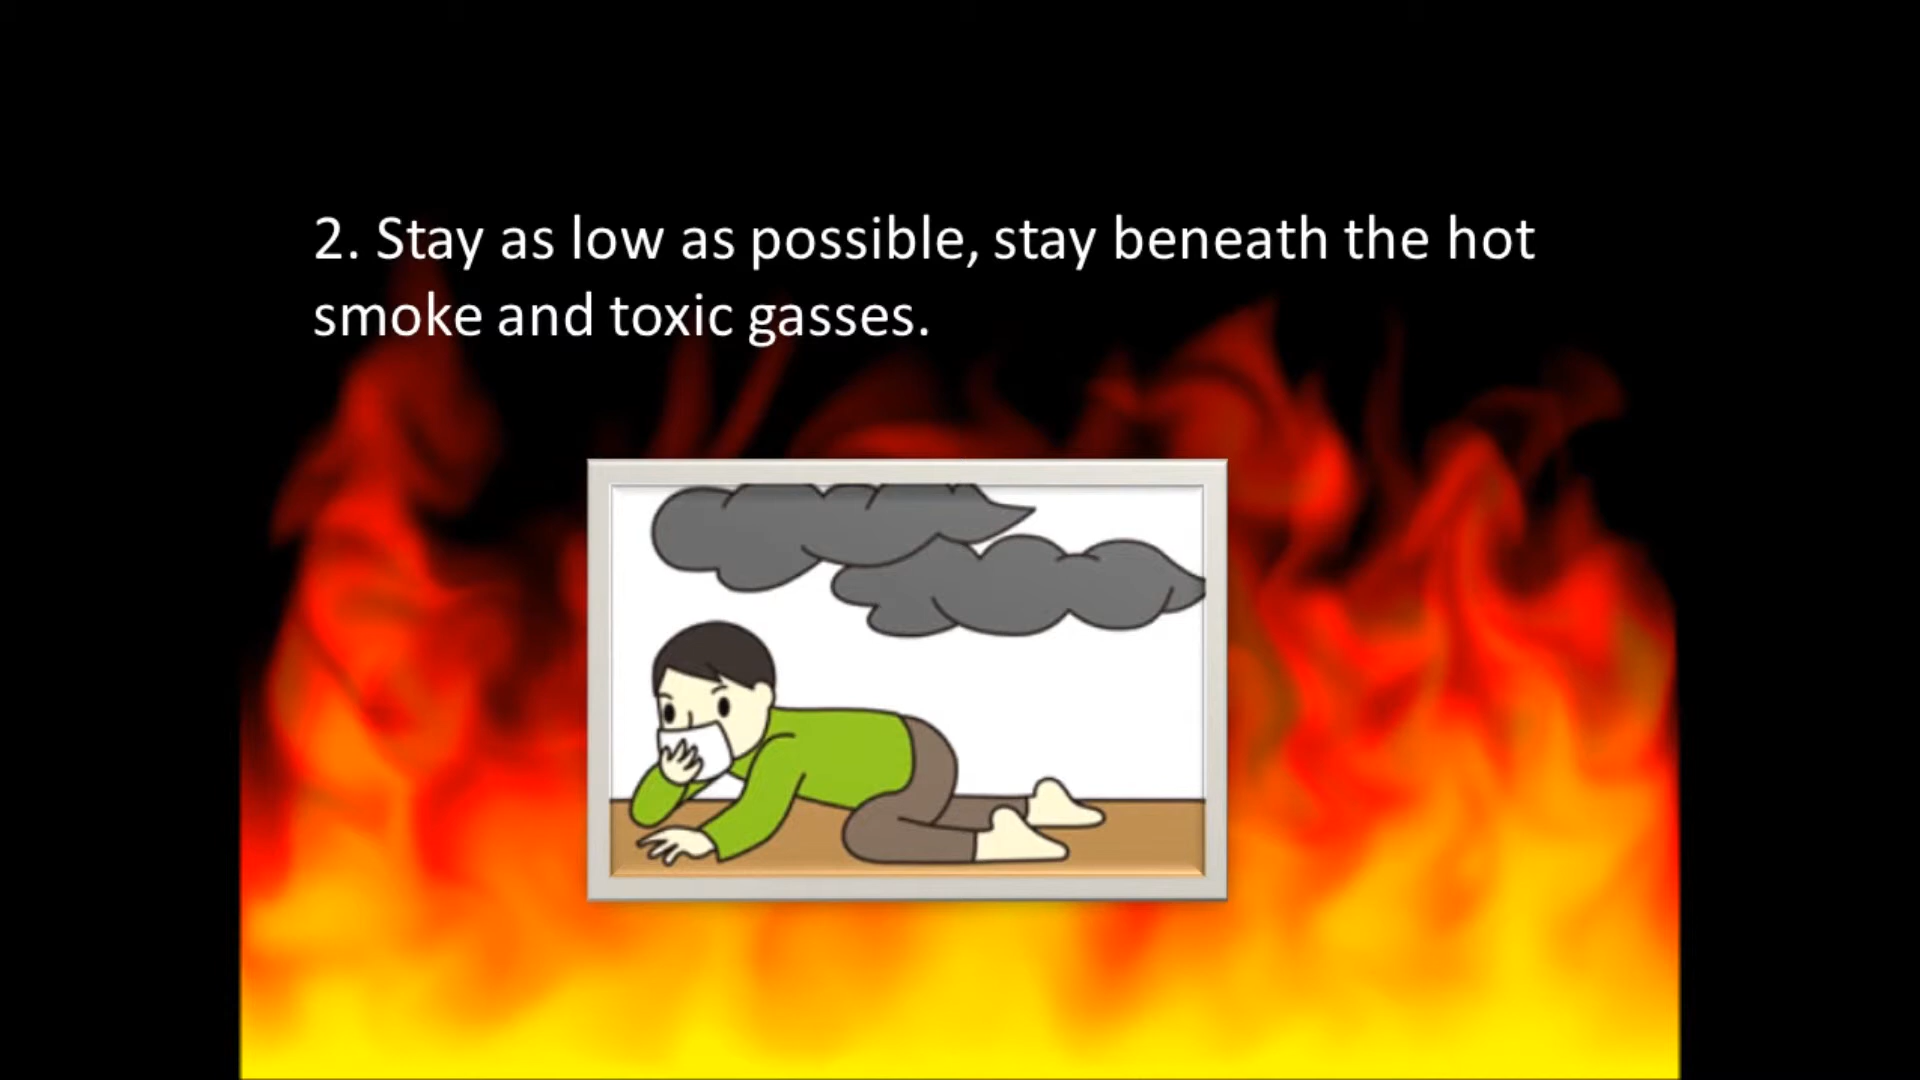 2. Stay as low as possible, stay beneath the hot
smoke and toxic gasses.